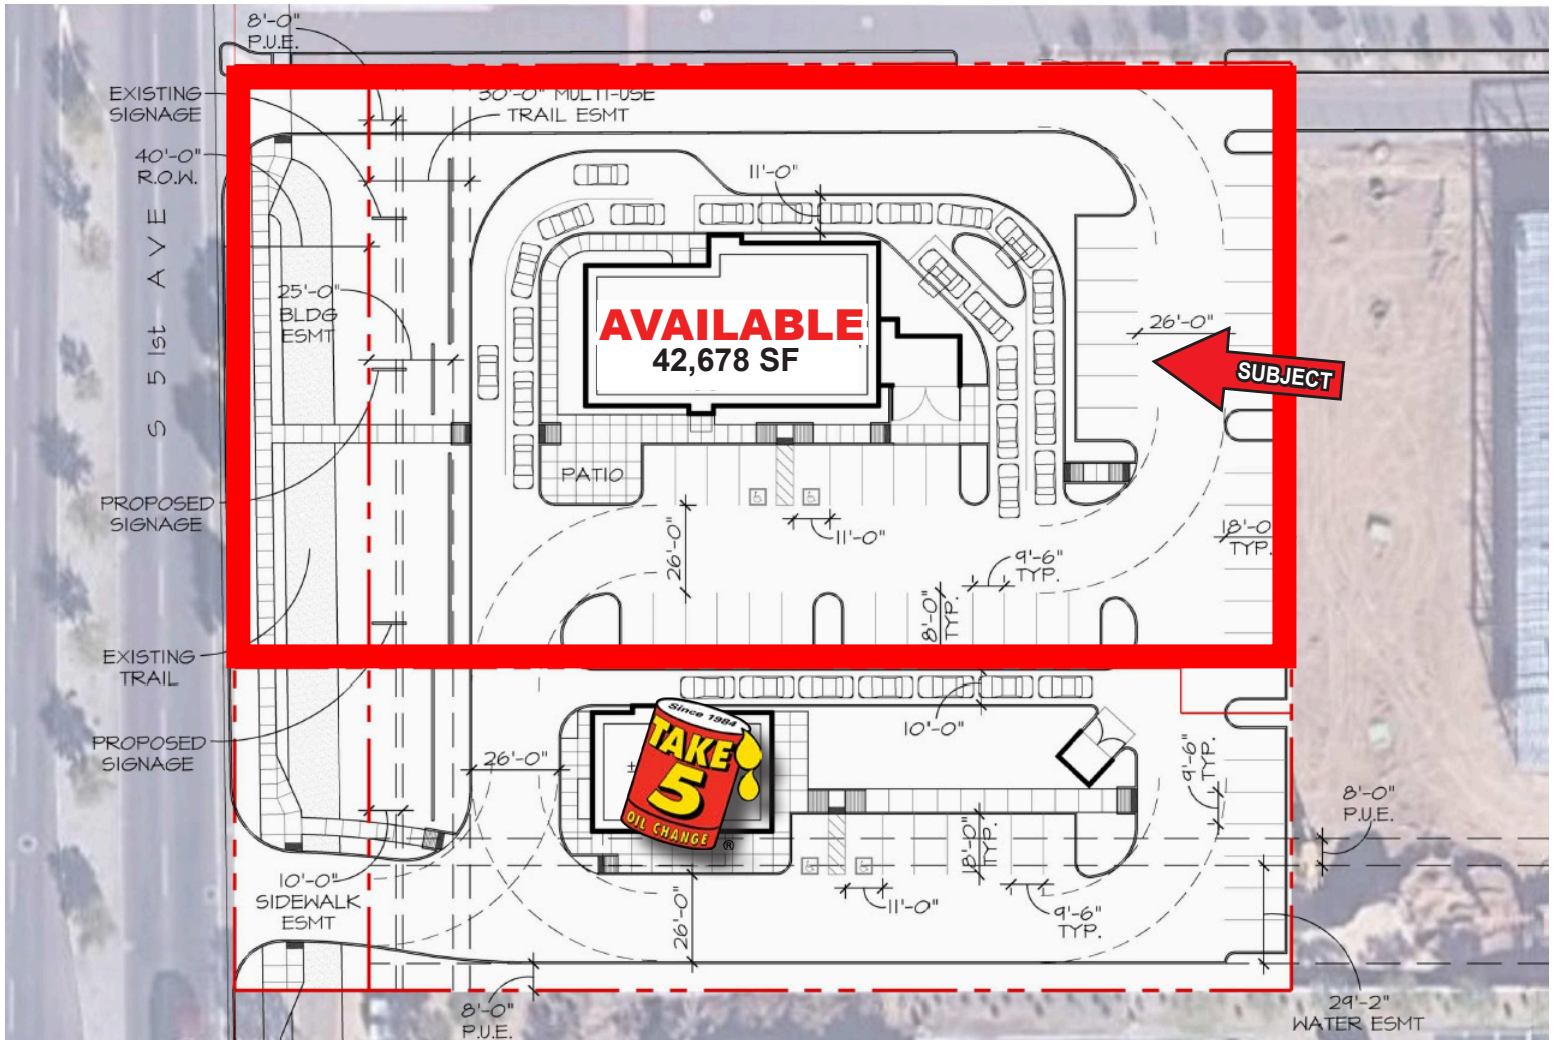 8'-0"
P.U.E.
EXISTING
SIGNAGE
30'-0" MULTI-USE
TRAIL ESMT
40'-0"
R.O.W.
11'-0"
S 51st AVE
25'-0"
BLDG
ESMT
AVAILABLE
42,678 SF
26'-0"
SUBJECT
PATIO
PROPOSED
SIGNAGE
11'-0"
26'-0"
9'-6"
TYP.
18'-0
TYP.
8'-0"
TYP.
EXISTING
TRAIL
PROPOSED
SIGNAGE
26'-0"
Since 1984
TAKE
5
OIL CHANGE
®
10'-0"
9'-6"
TYP.
8'-0"
P.U.E.
18'-0"
TYP.
10'-0"
SIDEWALK
ESMT
26'-0"
11'-0"
9'-6"
TYP.
8'-0"
P.U.E.
29'-2"
WATER ESMT